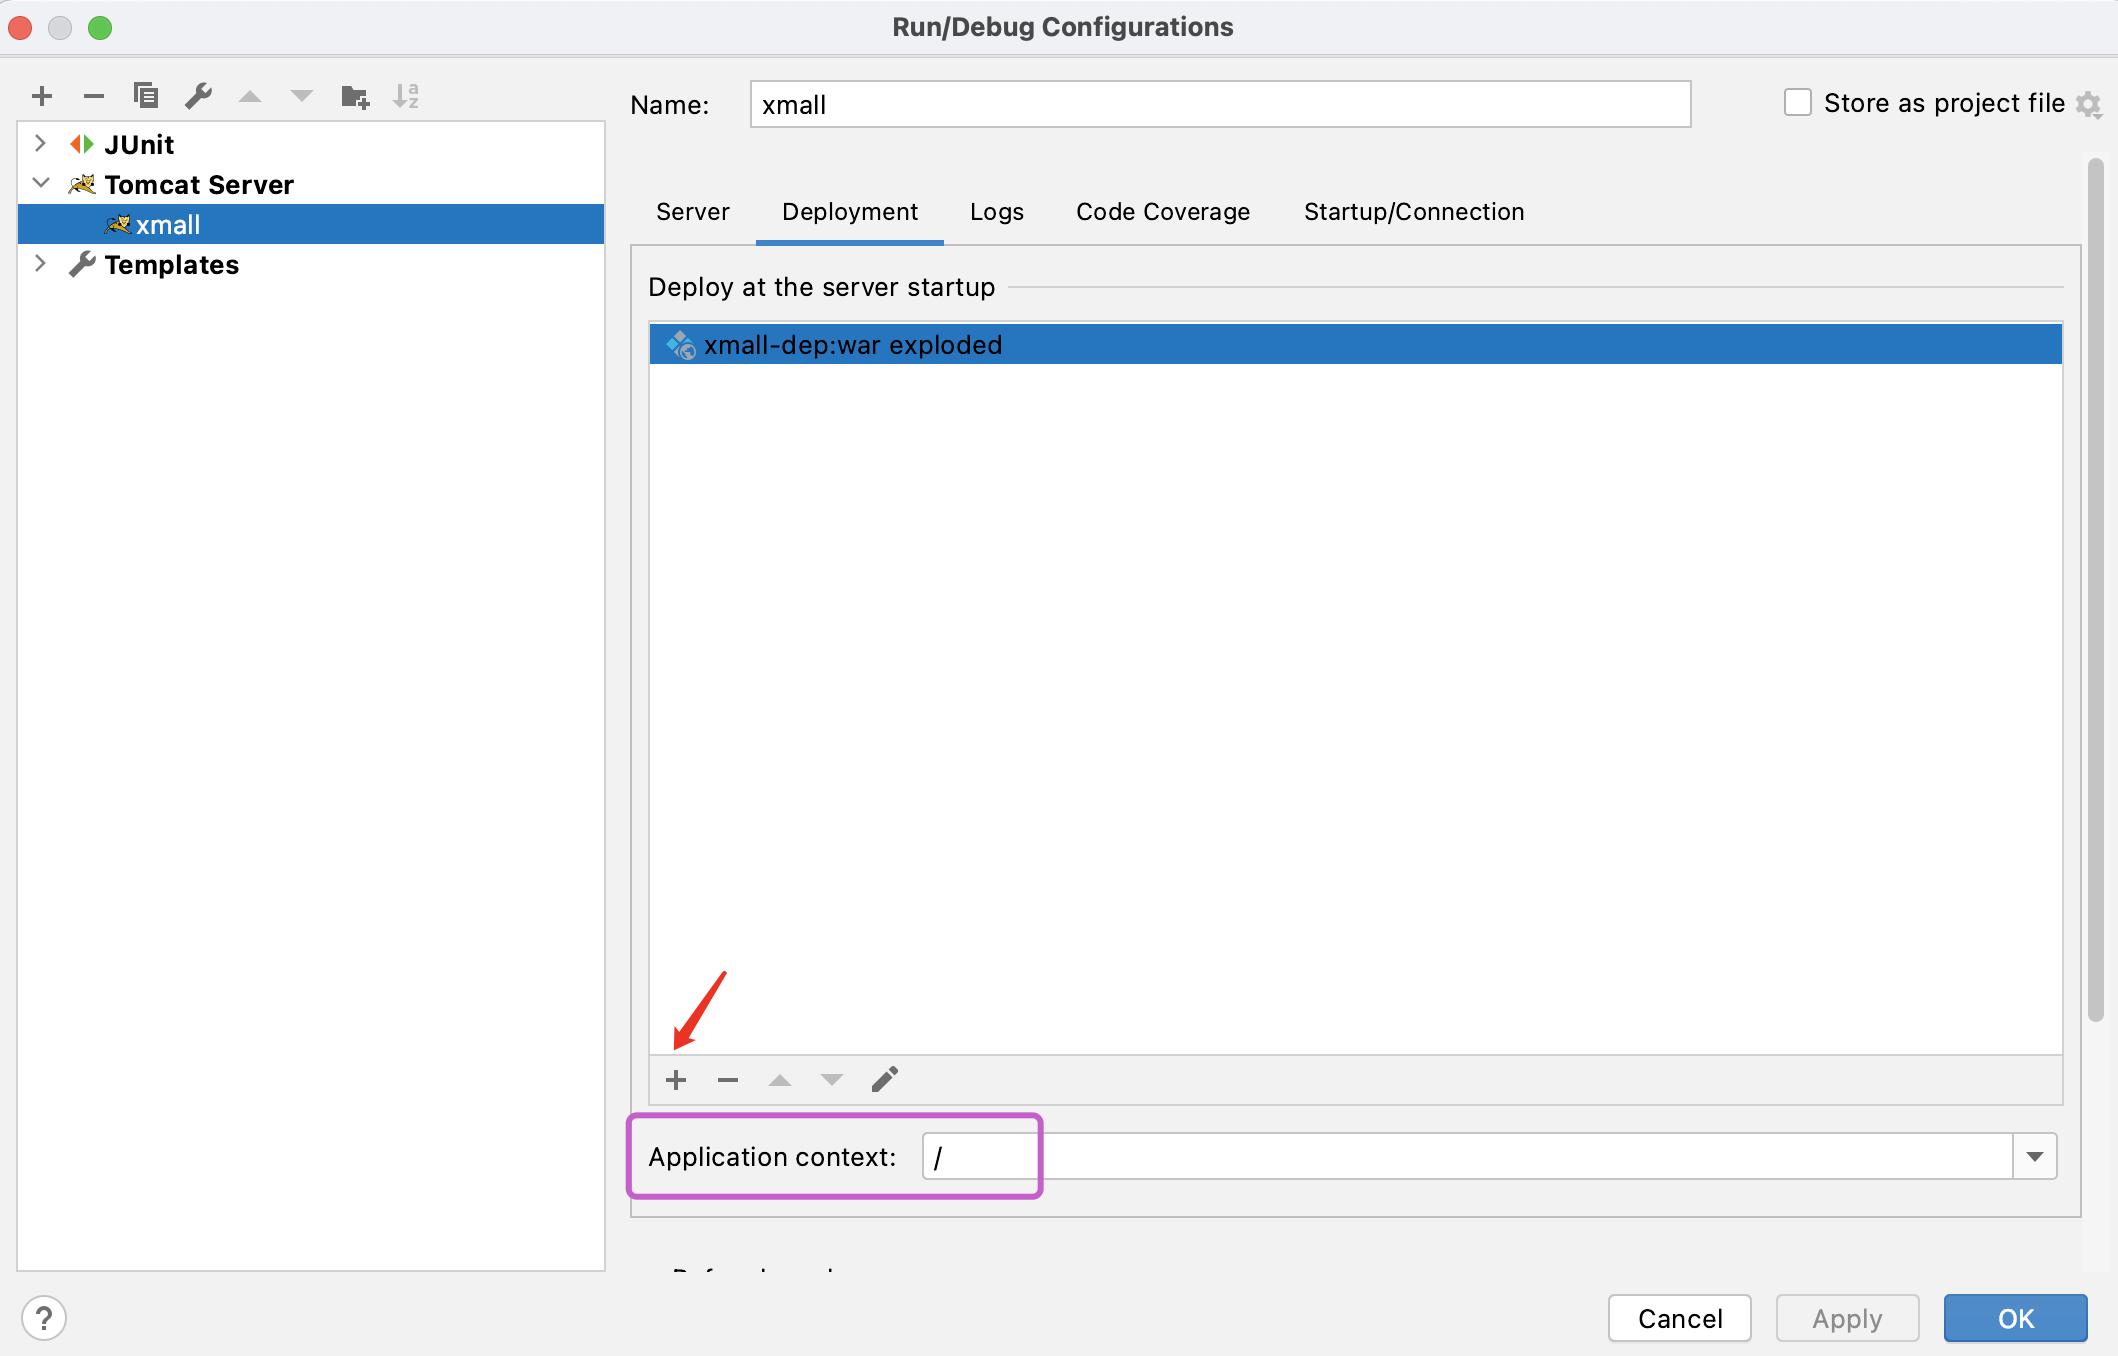 Run/Debug Configurations
Name:
xmall
Store as project file
JUnit
Tomcat Server
xmall
Templates
Server
Deployment
Logs
Code Coverage
Startup/Connection
Deploy at the server startup
xmall-dep:war exploded
Application context:
/
?
Cancel
Apply
OK